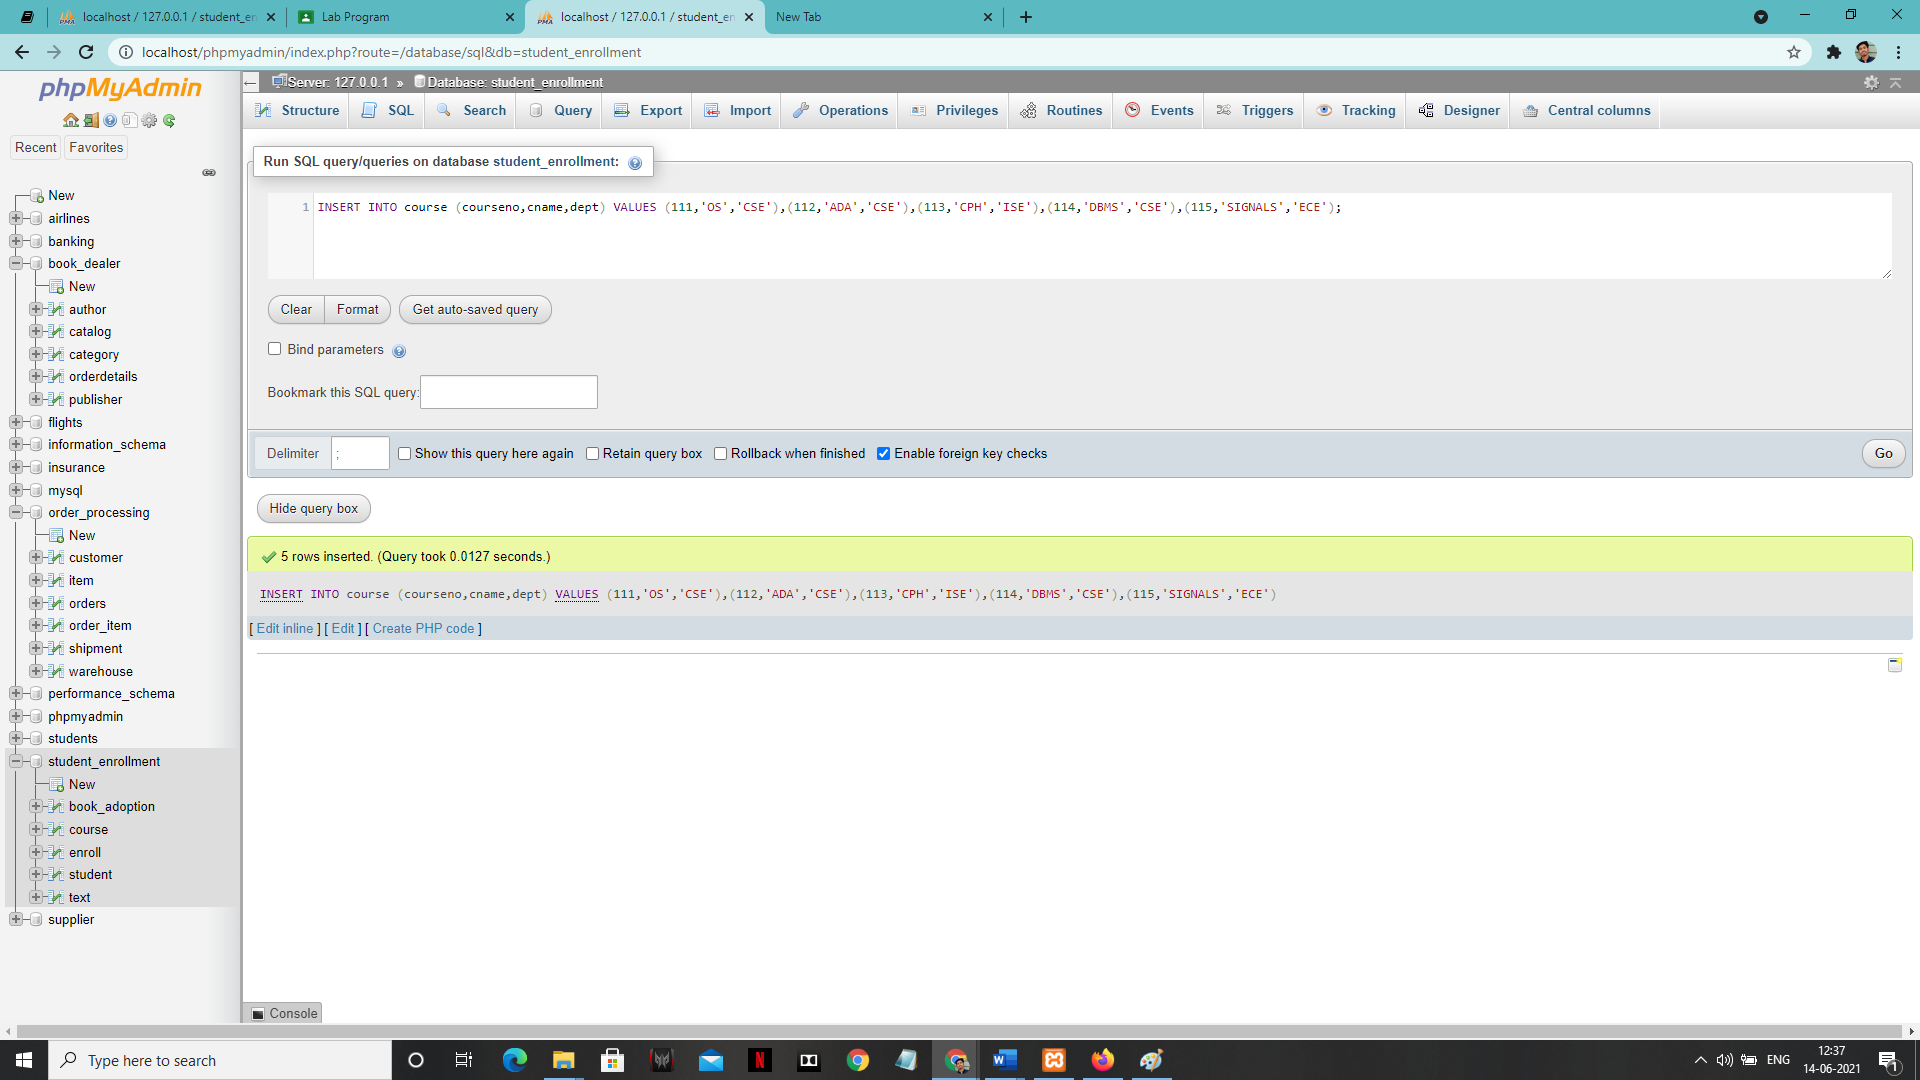 localhost / 127.0.0.1 / student_en
Lab Program
localhost / 127.0.0.1 / student_en
New Tab
localhost/phpmyadmin/index.php?route=/database/sql&db=student_enrollment
phpMyAdmin
Recent
Favorites
New
airlines
banking
book_dealer
New
author
catalog
category
orderdetails
publisher
flights
information_schema
insurance
mysql
order_processing
New
customer
item
orders
order_item
shipment
warehouse
performance_schema
phpmyadmin
students
student_enrollment
New
book_adoption
course
enroll
student
text
supplier
Server: 127.0.0.1 » Database: student_enrollment
Structure SQL Search Query Export Import Operations Privileges Routines Events Triggers Tracking Designer Central columns
Run SQL query/queries on database student_enrollment:
1 INSERT INTO course (courseno,cname,dept) VALUES (111,'OS','CSE'),(112,'ADA','CSE'),(113,'CPH','ISE'),(114,'DBMS','CSE'),(115,'SIGNALS','ECE');
Clear Format Get auto-saved query
Bind parameters
Bookmark this SQL query:
Delimiter ; Show this query here again Retain query box Rollback when finished Enable foreign key checks Go
Hide query box
5 rows inserted. (Query took 0.0127 seconds.)
INSERT INTO course (courseno,cname,dept) VALUES (111,'OS','CSE'),(112,'ADA','CSE'),(113,'CPH','ISE'),(114,'DBMS','CSE'),(115,'SIGNALS','ECE')
[ Edit inline ] [ Edit ] [ Create PHP code ]
Console
Type here to search
ENG
12:37
14-06-2021
1